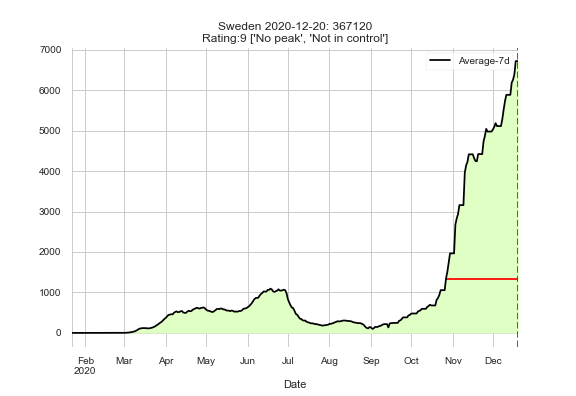 Sweden 2020-12-20: 367120
Rating:9 ['No peak', 'Not in control']
Average-7d
7000
6000
5000
4000
3000
2000
1000
0
Feb Mar Apr May Jun Jul Aug Sep Oct Nov Dec
2020
Date